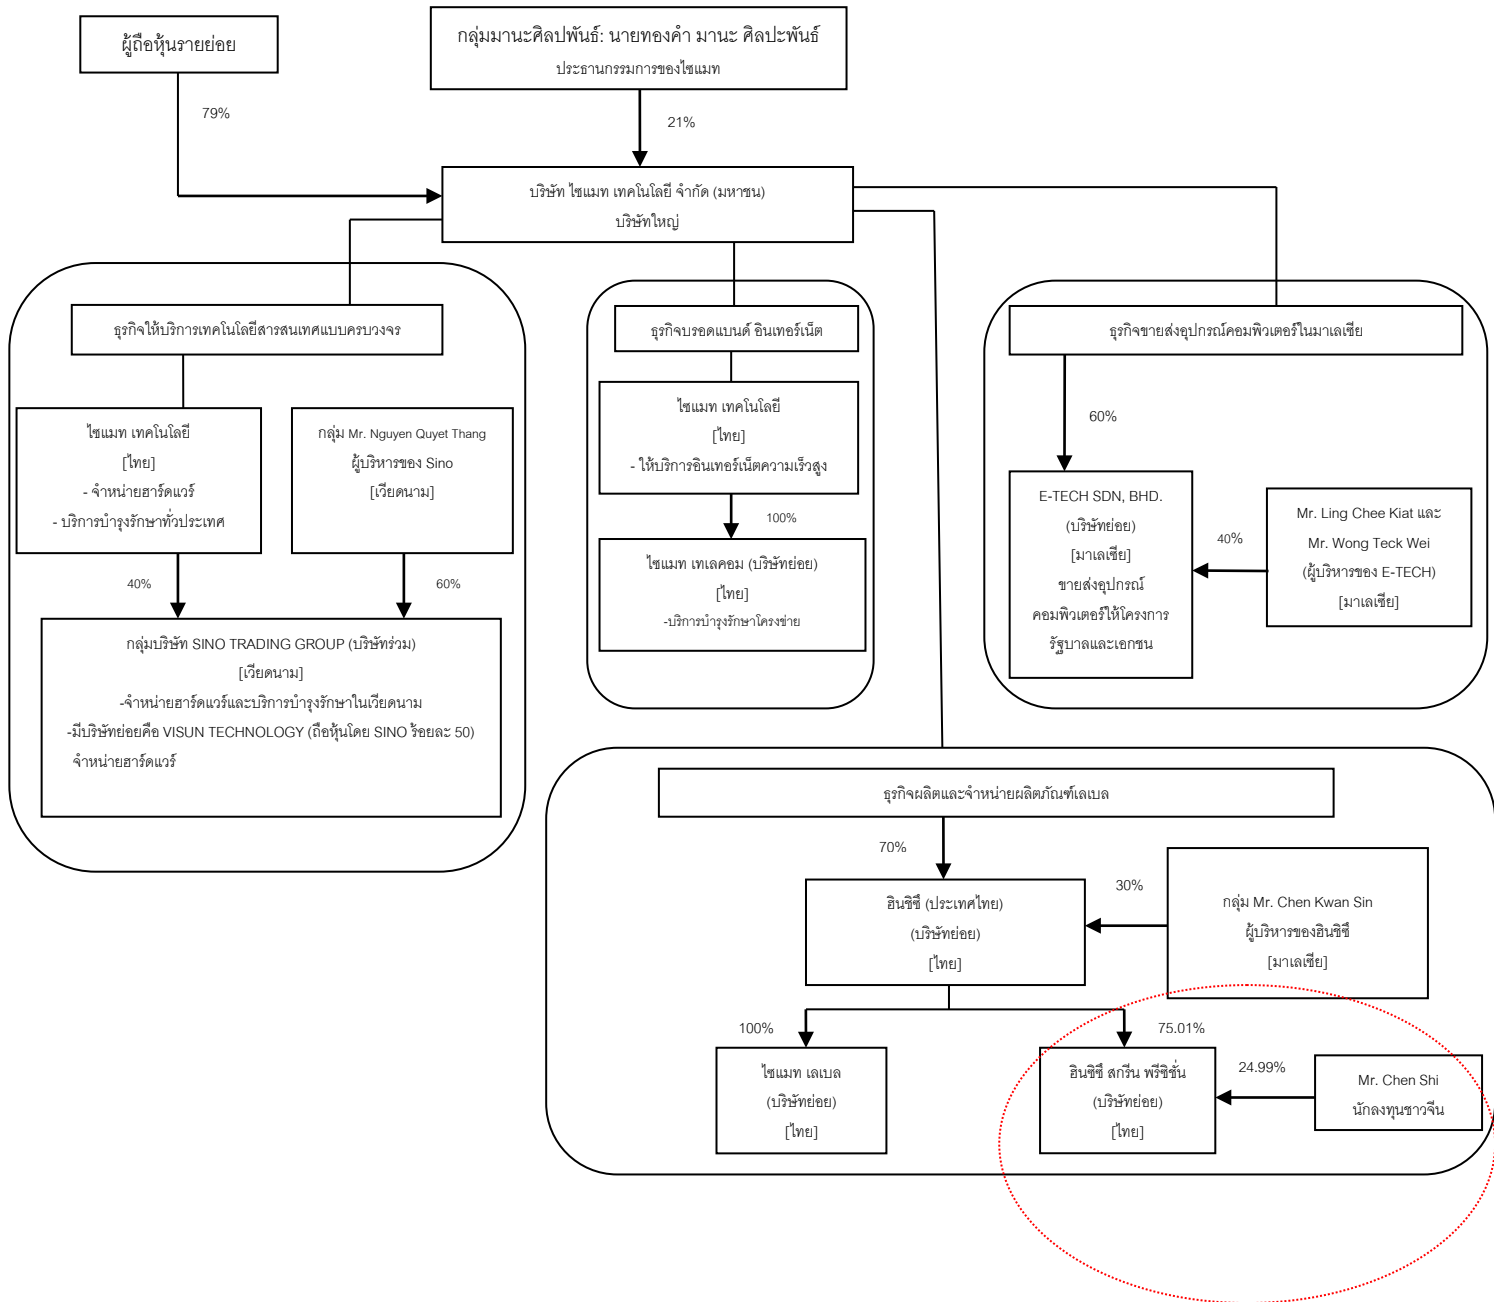 ผู้ถือหุ้นรายย่อย
กลุ่มมานะศิลปพันธ์: นายทองคำ มานะ ศิลปะพันธ์
ประธานกรรมการของไซแมท
79%
21%
บริษัท ไซแมท เทคโนโลยี จำกัด (มหาชน)
บริษัทใหญ่
ธุรกิจให้บริการเทคโนโลยีสารสนเทศแบบครบวงจร
ไซแมท เทคโนโลยี
[ไทย]
- จำหน่ายฮาร์ดแวร์
- บริการบำรุงรักษาทั่วประเทศ
กลุ่ม Mr. Nguyen Quyet Thang
ผู้บริหารของ Sino
[เวียดนาม]
40%
60%
กลุ่มบริษัท SINO TRADING GROUP (บริษัทร่วม)
[เวียดนาม]
-จำหน่ายฮาร์ดแวร์และบริการบำรุงรักษาในเวียดนาม
-มีบริษัทย่อยคือ VISUN TECHNOLOGY (ถือหุ้นโดย SINO ร้อยละ 50)
จำหน่ายฮาร์ดแวร์
ธุรกิจบรอดแบนด์ อินเทอร์เน็ต
ไซแมท เทคโนโลยี
[ไทย]
- ให้บริการอินเทอร์เน็ตความเร็วสูง
100%
ไซแมท เทเลคอม (บริษัทย่อย)
[ไทย]
-บริการบำรุงรักษาโครงข่าย
ธุรกิจขายส่งอุปกรณ์คอมพิวเตอร์ในมาเลเซีย
60%
E-TECH SDN, BHD.
(บริษัทย่อย)
[มาเลเซีย]
ขายส่งอุปกรณ์
คอมพิวเตอร์ให้โครงการ
รัฐบาลและเอกชน
40%
Mr. Ling Chee Kiat และ
Mr. Wong Teck Wei
(ผู้บริหารของ E-TECH)
[มาเลเซีย]
ธุรกิจผลิตและจำหน่ายผลิตภัณฑ์เลเบล
70%
ฮินชิซึ (ประเทศไทย)
(บริษัทย่อย)
[ไทย]
30%
กลุ่ม Mr. Chen Kwan Sin
ผู้บริหารของฮินชิซึ
[มาเลเซีย]
100%
75.01%
ไซแมท เลเบล
(บริษัทย่อย)
[ไทย]
ฮินซิซึ สกรีน พรีซิชั่น
(บริษัทย่อย)
[ไทย]
24.99%
Mr. Chen Shi
นักลงทุนชาวจีน